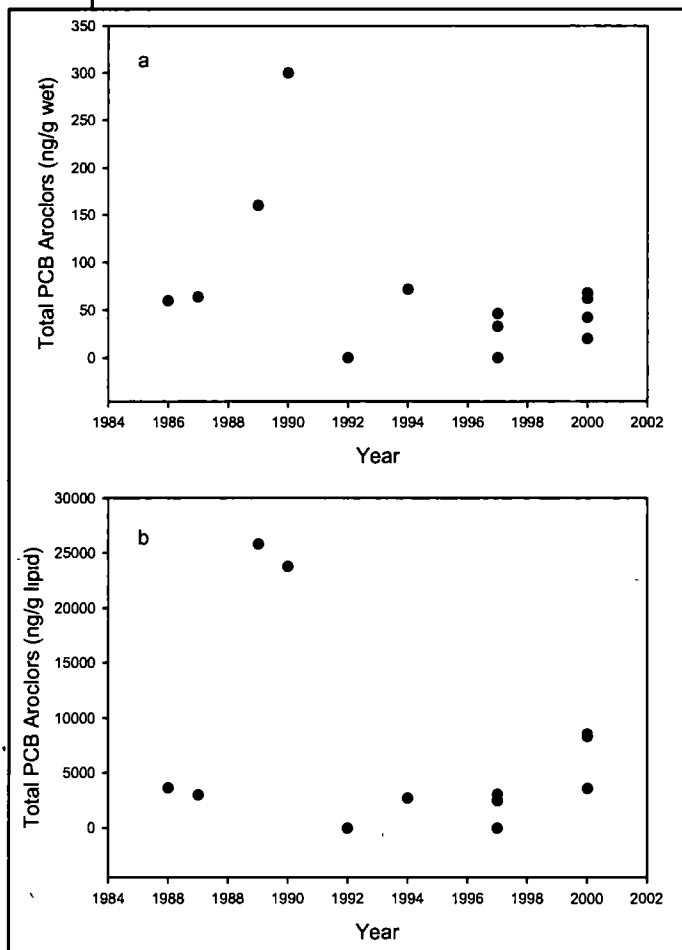 a
Total PCB Aroclors (ng/g wet)
350
300
250
200
150
100
50
0
1984 1986 1988 1990 1992 1994 1996 1998 2000 2002
Year
b
Total PCB Aroclors (ng/g lipid)
30000
25000
20000
15000
10000
5000
0
1984 1986 1988 1990 1992 1994 1996 1998 2000 2002
Year